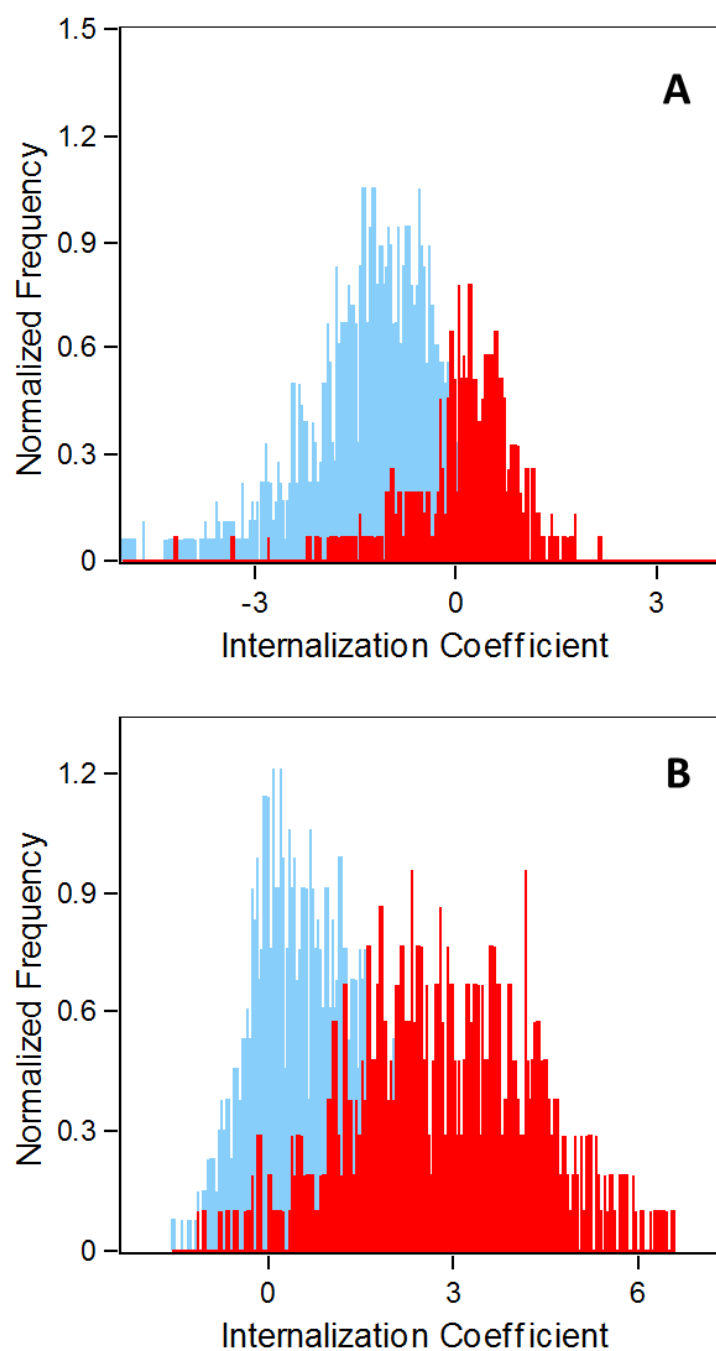 A
Normalized Frequency
1.5
1.2
0.9
0.6
0.3
0
-3 0 3
Internalization Coefficient
B
Normalized Frequency
1.2
0.9
0.6
0.3
0
0 3 6
Internalization Coefficient